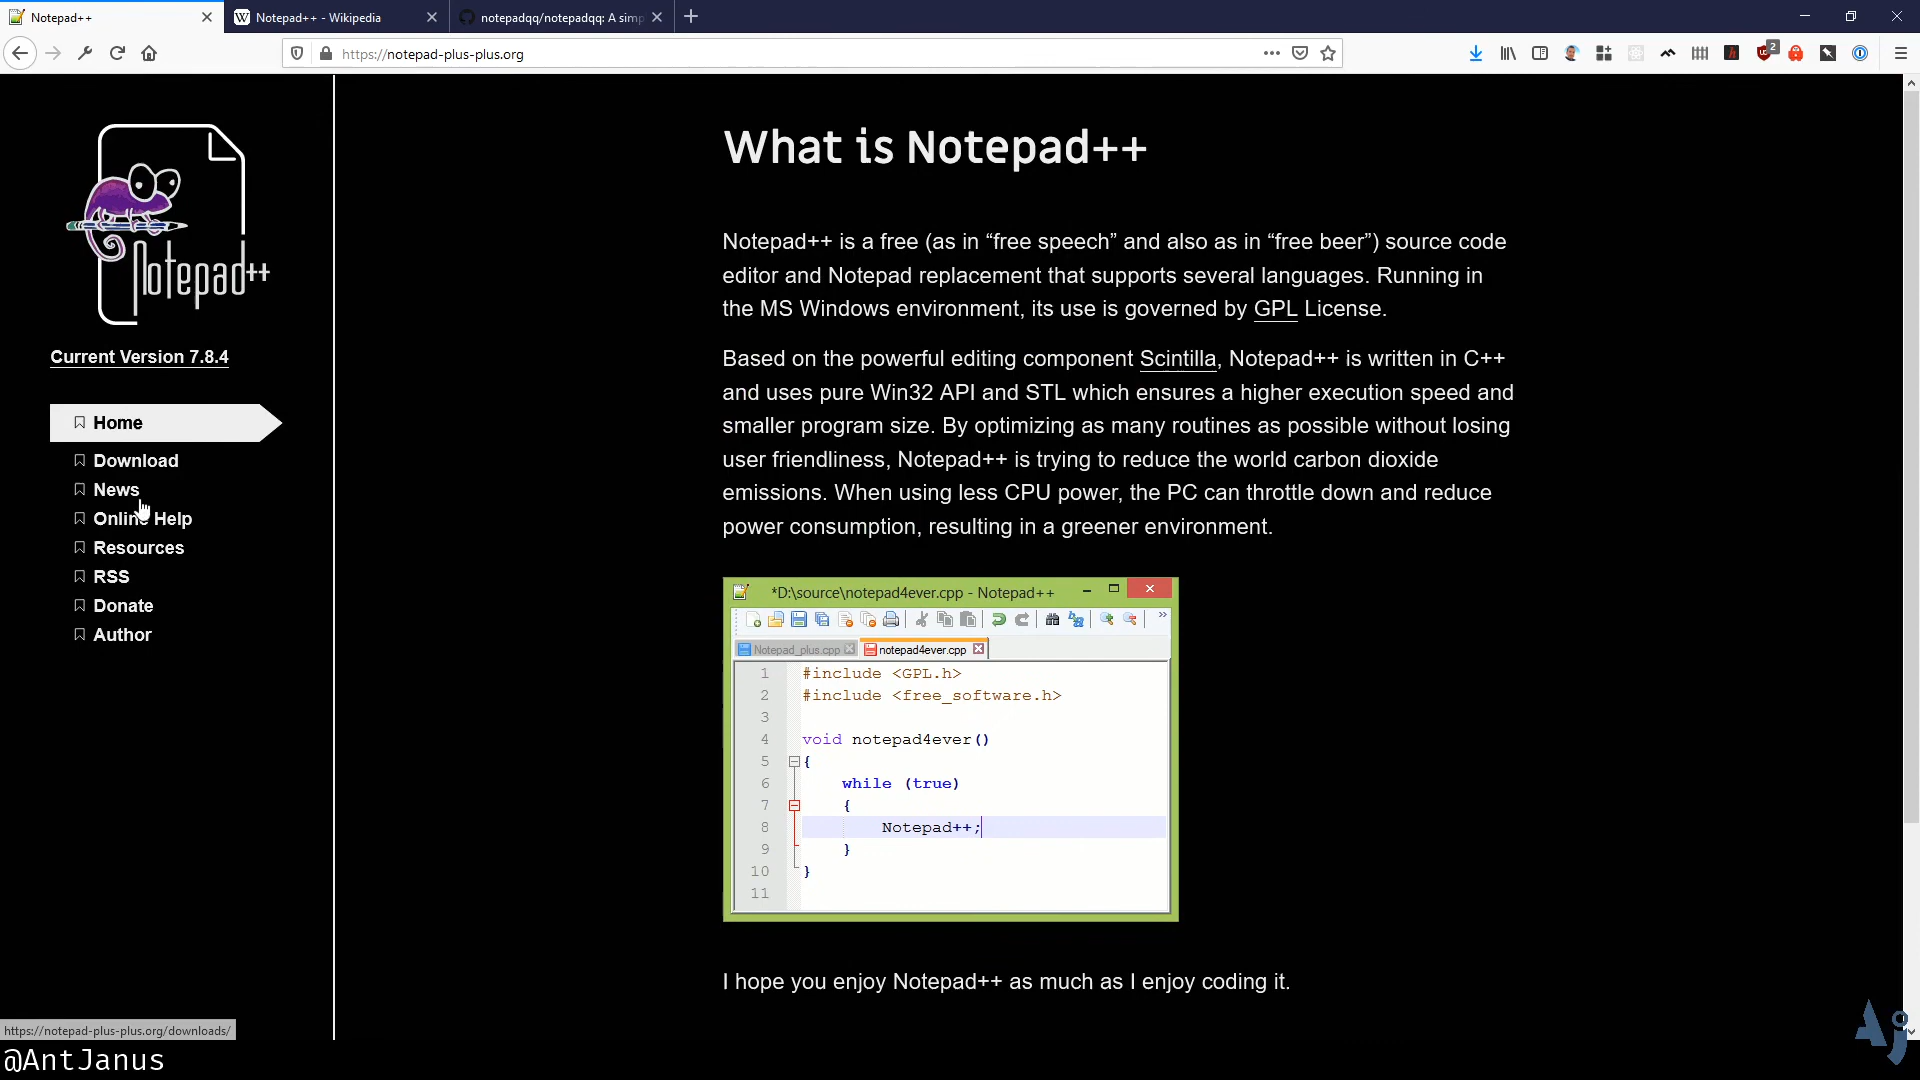 Notepad++
Notepad++ - Wikipedia
notepadqq/notepadqq: A simp
https://notepad-plus-plus.org
2
Notepad++
Current Version 7.8.4
Home
Download
News
Online Help
Resources
RSS
Donate
Author
What is Notepad++
Notepad++ is a free (as in “free speech” and also as in “free beer”) source code
editor and Notepad replacement that supports several languages. Running in
the MS Windows environment, its use is governed by GPL License.
Based on the powerful editing component Scintilla, Notepad++ is written in C++
and uses pure Win32 API and STL which ensures a higher execution speed and
smaller program size. By optimizing as many routines as possible without losing
user friendliness, Notepad++ is trying to reduce the world carbon dioxide
emissions. When using less CPU power, the PC can throttle down and reduce
power consumption, resulting in a greener environment.
*D:\source\notepad4ever.cpp - Notepad++
Notepad_plus.cpp
notepad4ever.cpp
1 #include <GPL.h>
2 #include <free_software.h>
3
4 void notepad4ever()
5 {
6 while (true)
7 {
8 Notepad++;
9 }
10 }
11
I hope you enjoy Notepad++ as much as I enjoy coding it.
https://notepad-plus-plus.org/downloads/
@AntJanus
Aj